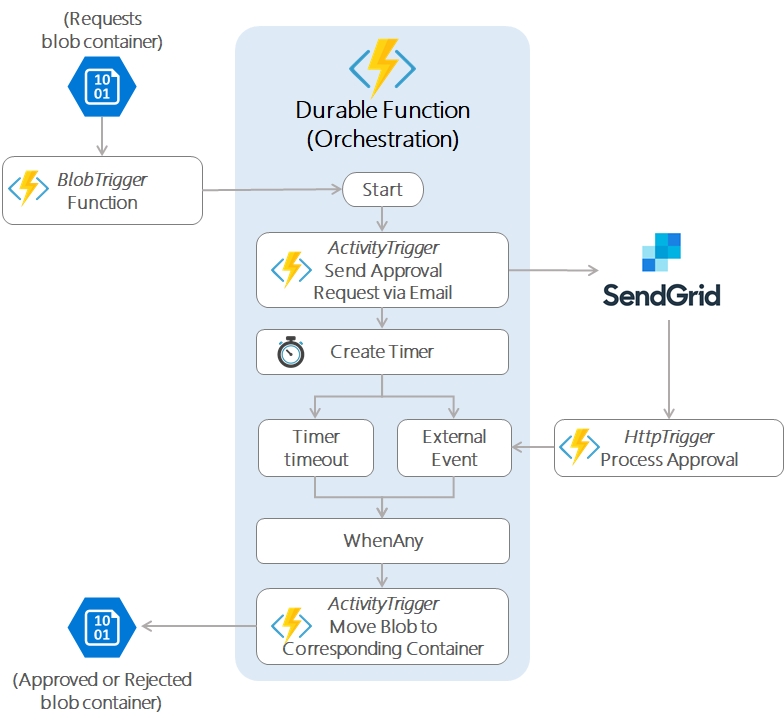 (Requests
blob container)
10
01
BlobTrigger
Function
Durable Function
(Orchestration)
Start
ActivityTrigger
Send Approval
Request via Email
SendGrid
Create Timer
Timer
timeout
External
Event
HttpTrigger
Process Approval
WhenAny
ActivityTrigger
Move Blob to
Corresponding Container
10
01
(Approved or Rejected
blob container)